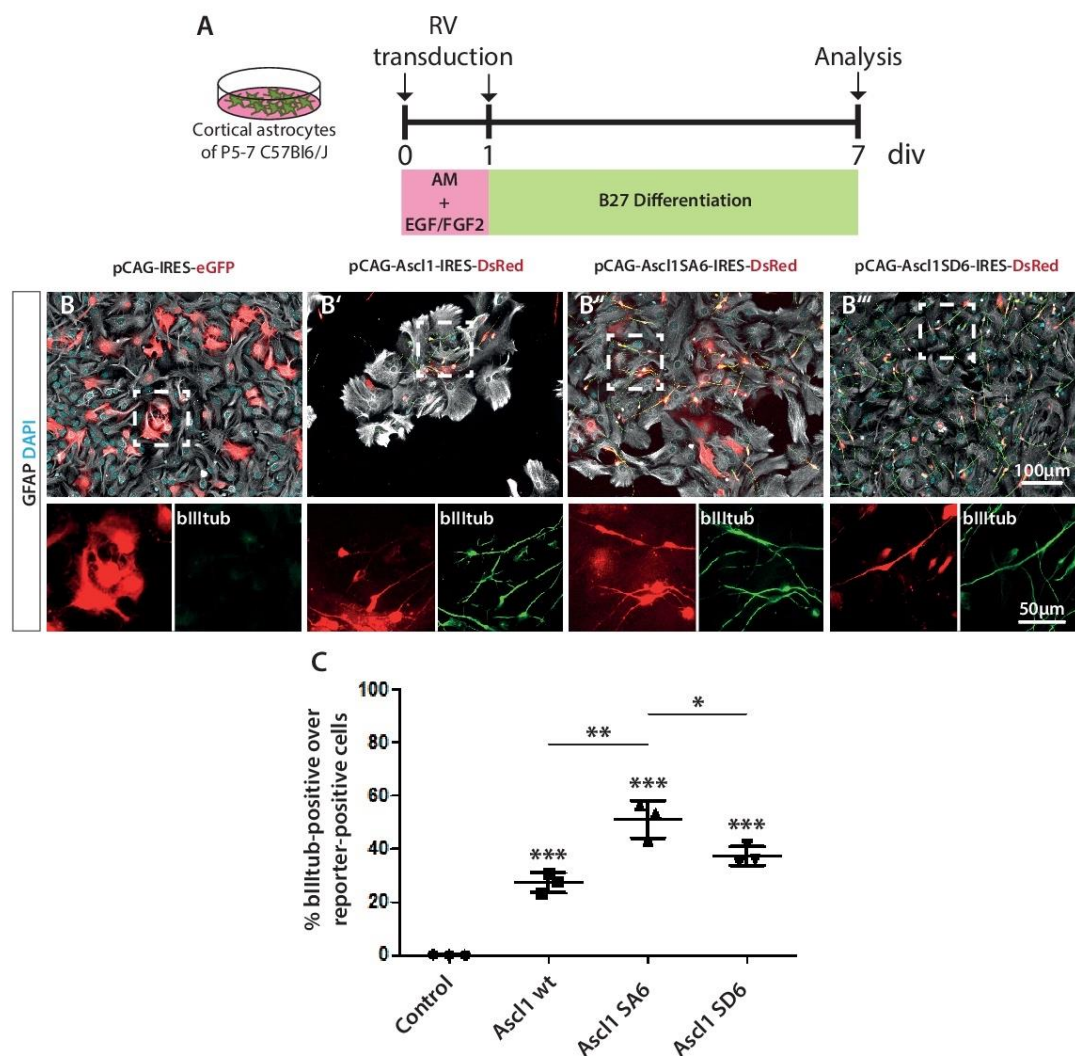 A
RV
transduction
Analysis
Cortical astrocytes
of P5-7 C57Bl6/J
0 1 7 div
AM
+
EGF/FGF2
B27 Differentiation
pCAG-IRES-eGFP
pCAG-Ascl1-IRES-DsRed
pCAG-Ascl1SA6-IRES-DsRed
pCAG-Ascl1SD6-IRES-DsRed
GFAP DAPI
B
B'
B''
B'''
100µm
bIIItub
bIIItub
bIIItub
bIIItub
50µm
C
% bIIItub-positive over
reporter-positive cells
100
80
60
40
20
0
*
**
***
***
***
Control
Ascl1 wt
Ascl1 SA6
Ascl1 SD6